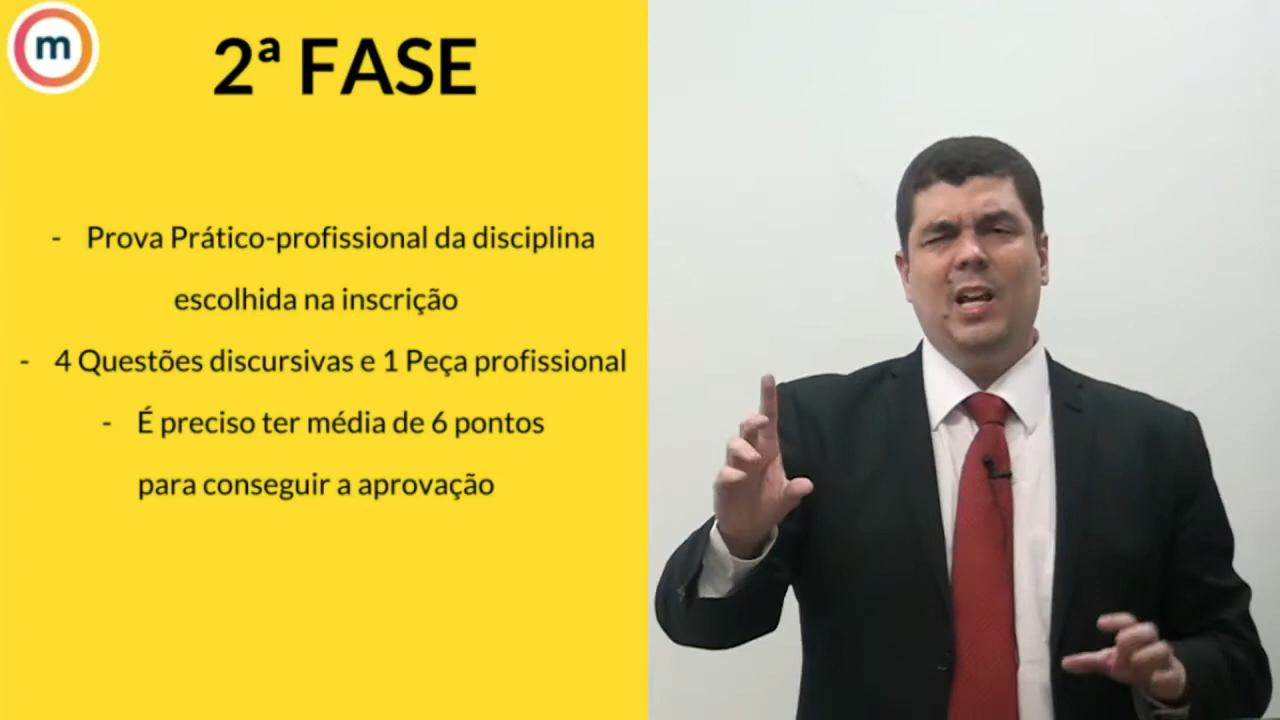 m
2ª FASE
- Prova Prático-profissional da disciplina
escolhida na inscrição
- 4 Questões discursivas e 1 Peça profissional
- É preciso ter média de 6 pontos
para conseguir a aprovação